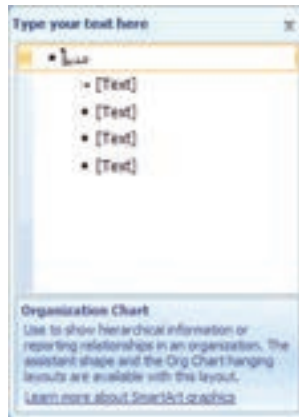 Type your text here
[Text]
[Text]
[Text]
[Text]
Organization Chart
Use to show hierarchical information or
reporting relationships in an organization. The
assistant shape and the Org Chart hanging
layouts are available with this layout.
Learn more about SmartArt graphics